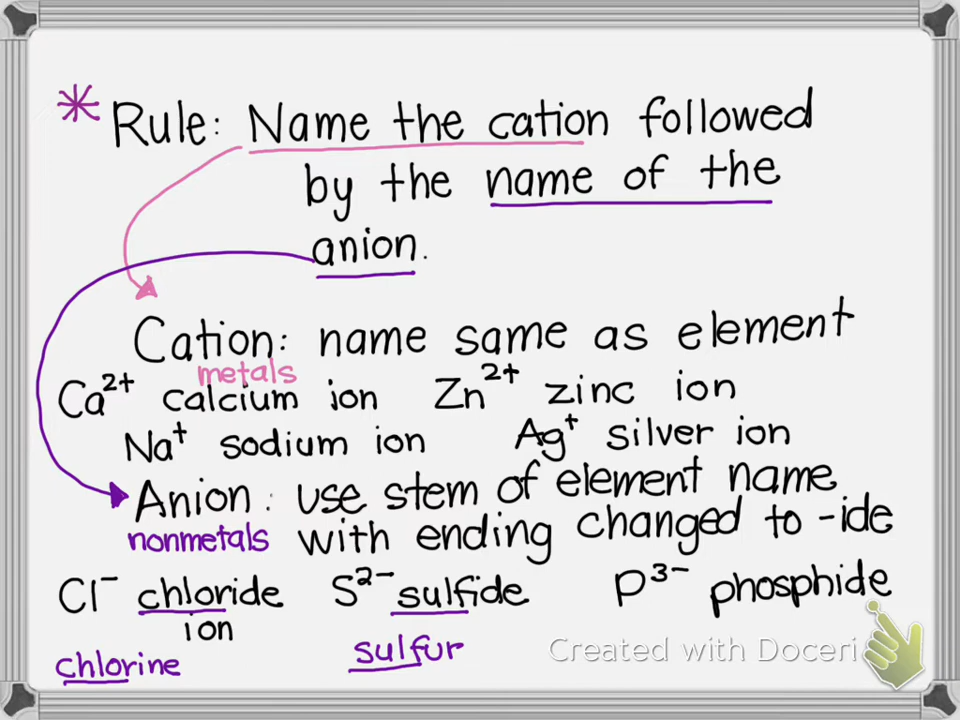 * Rule: Name the cation followed
by the name of the
anion.
Cation: name same as element
metals
Ca²⁺ calcium ion Zn²⁺ zinc ion
Na⁺ sodium ion Ag⁺ silver ion
Anion: use stem of element name
nonmetals with ending changed to -ide
Cl⁻ chloride S²⁻ sulfide P³⁻ phosphide
ion
chlorine sulfur
Created with Doceri